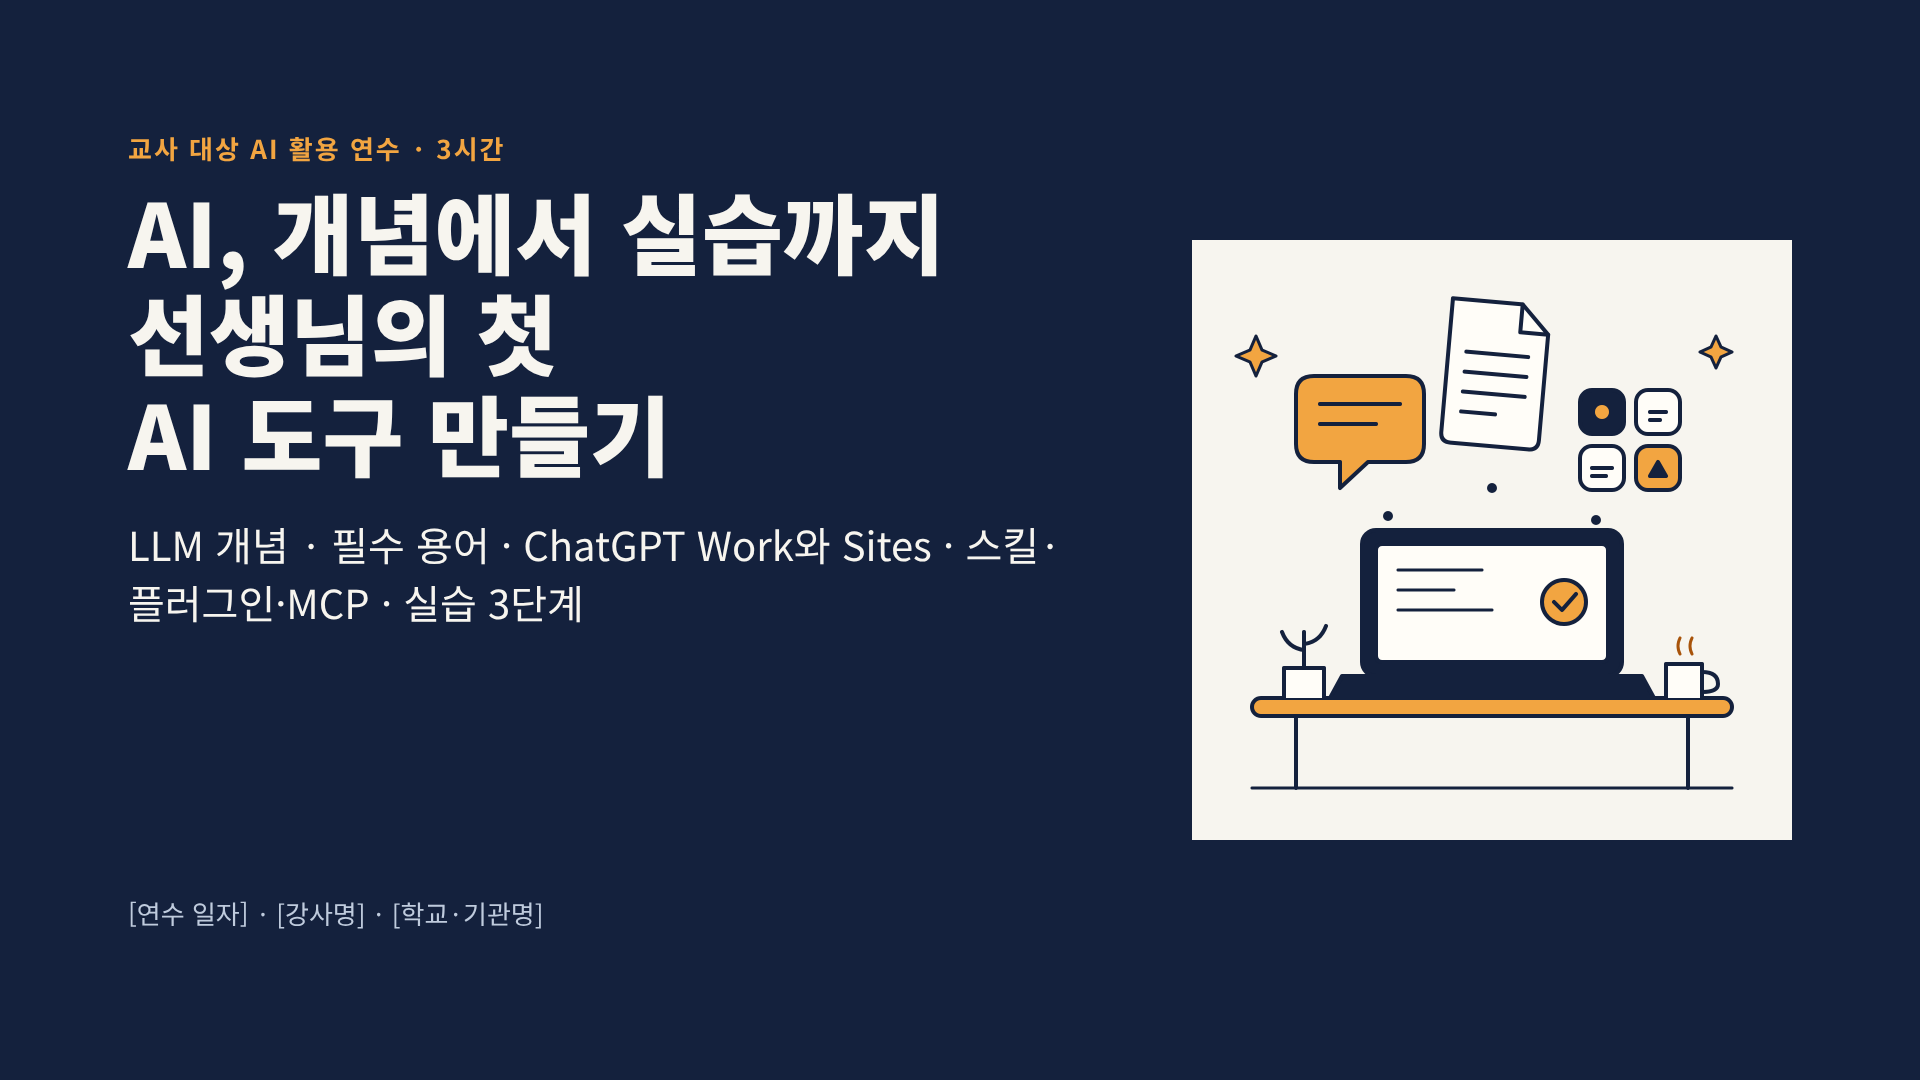 교사 대상 AI 활용 연수 · 3시간
AI, 개념에서 실습까지
선생님의 첫
AI 도구 만들기
LLM 개념 · 필수 용어 · ChatGPT Work와 Sites · 스킬·
플러그인·MCP · 실습 3단계
[연수 일자] · [강사명] · [학교·기관명]